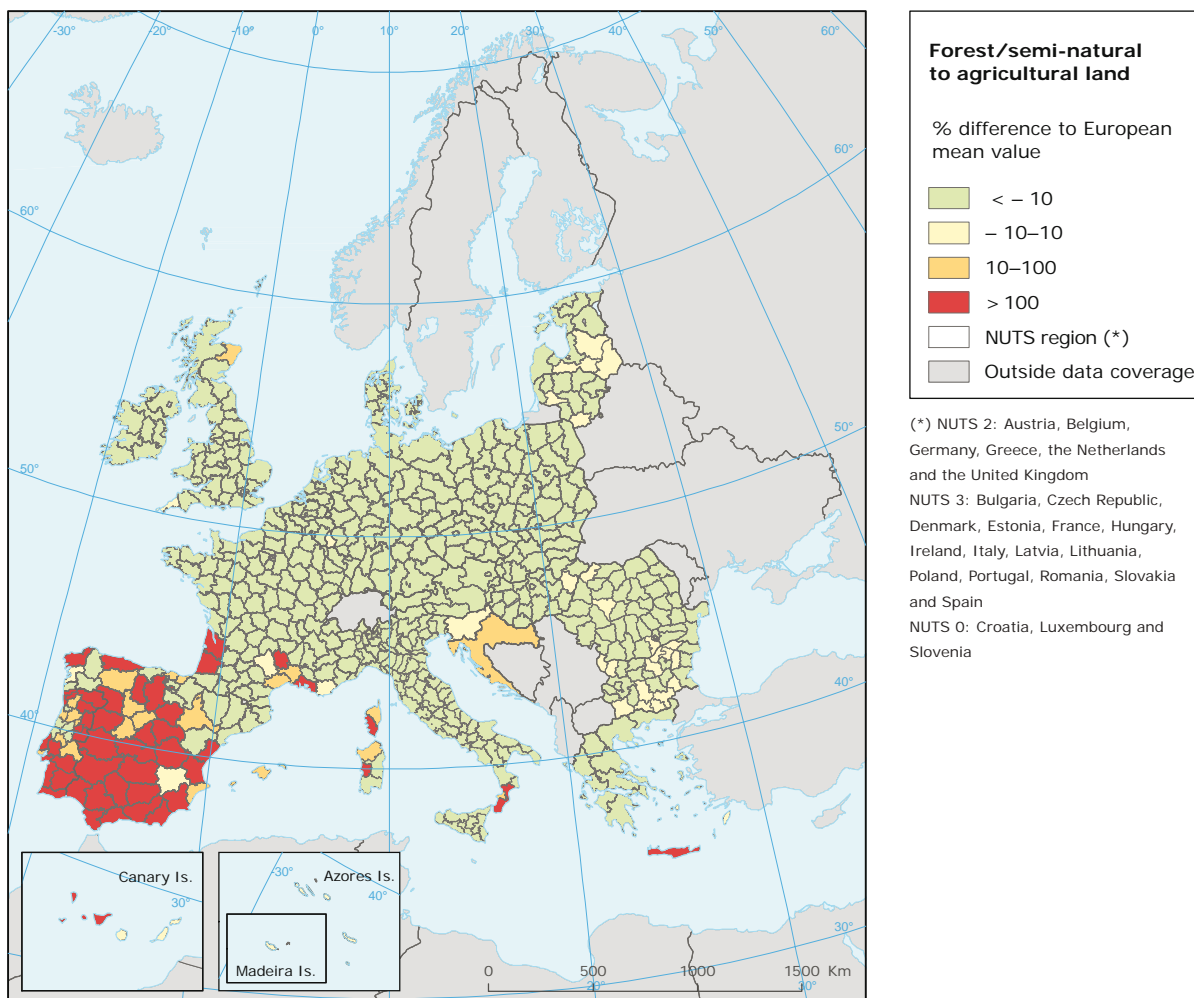 -30°
-20°
-10°
0°
10°
20°
30°
40°
50°
60°
60°
60°
50°
50°
40°
40°
30°
Canary Is.
30°
-30°
Azores Is.
40°
Madeira Is.
0 500 1000 1500 Km
20°
30°
Forest/semi-natural
to agricultural land
% difference to European
mean value
< – 10
– 10–10
10–100
> 100
NUTS region (*)
Outside data coverage
(*) NUTS 2: Austria, Belgium,
Germany, Greece, the Netherlands
and the United Kingdom
NUTS 3: Bulgaria, Czech Republic,
Denmark, Estonia, France, Hungary,
Ireland, Italy, Latvia, Lithuania,
Poland, Portugal, Romania, Slovakia
and Spain
NUTS 0: Croatia, Luxembourg and
Slovenia